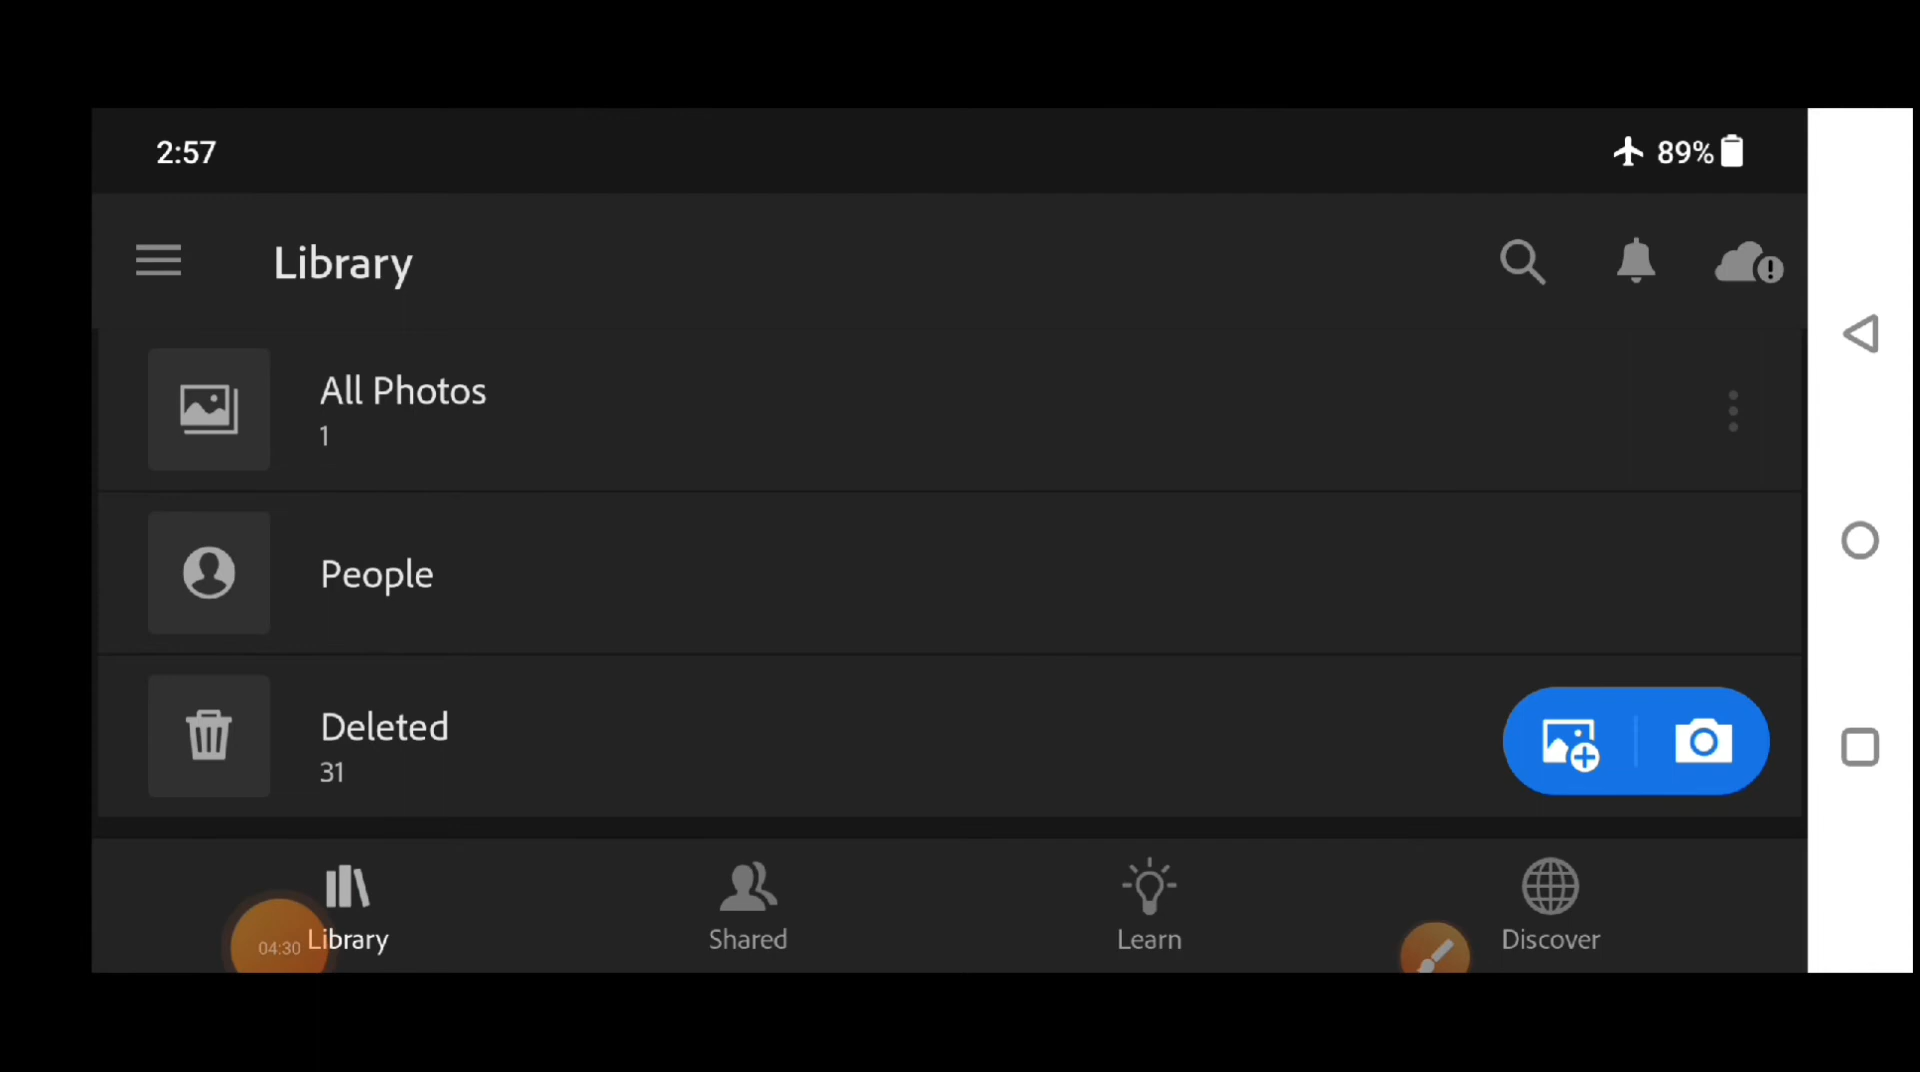 2:57
89%
Library
All Photos
1
People
Deleted
31
04:30
Library
Shared
Learn
Discover